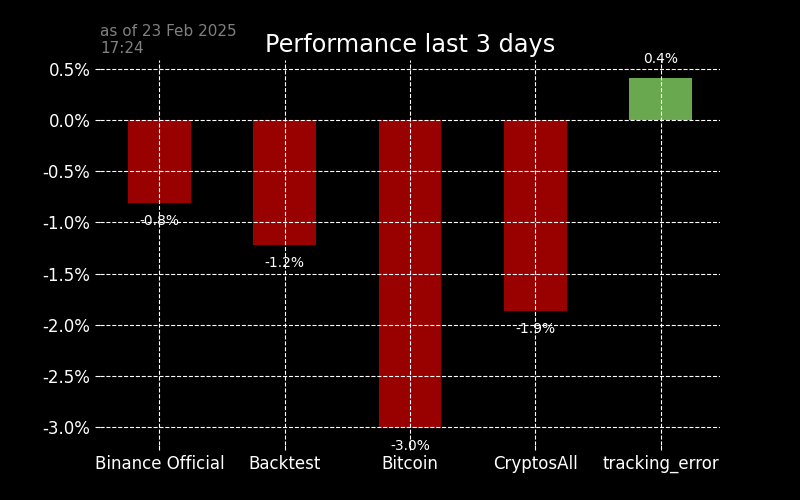 as of 23 Feb 2025
17:24
Performance last 3 days
0.4%
0.5%
0.0%
-0.5%
-1.0%
-1.5%
-2.0%
-2.5%
-3.0%
-0.8%
-1.2%
-3.0%
-1.9%
Binance Official
Backtest
Bitcoin
CryptosAll
tracking_error